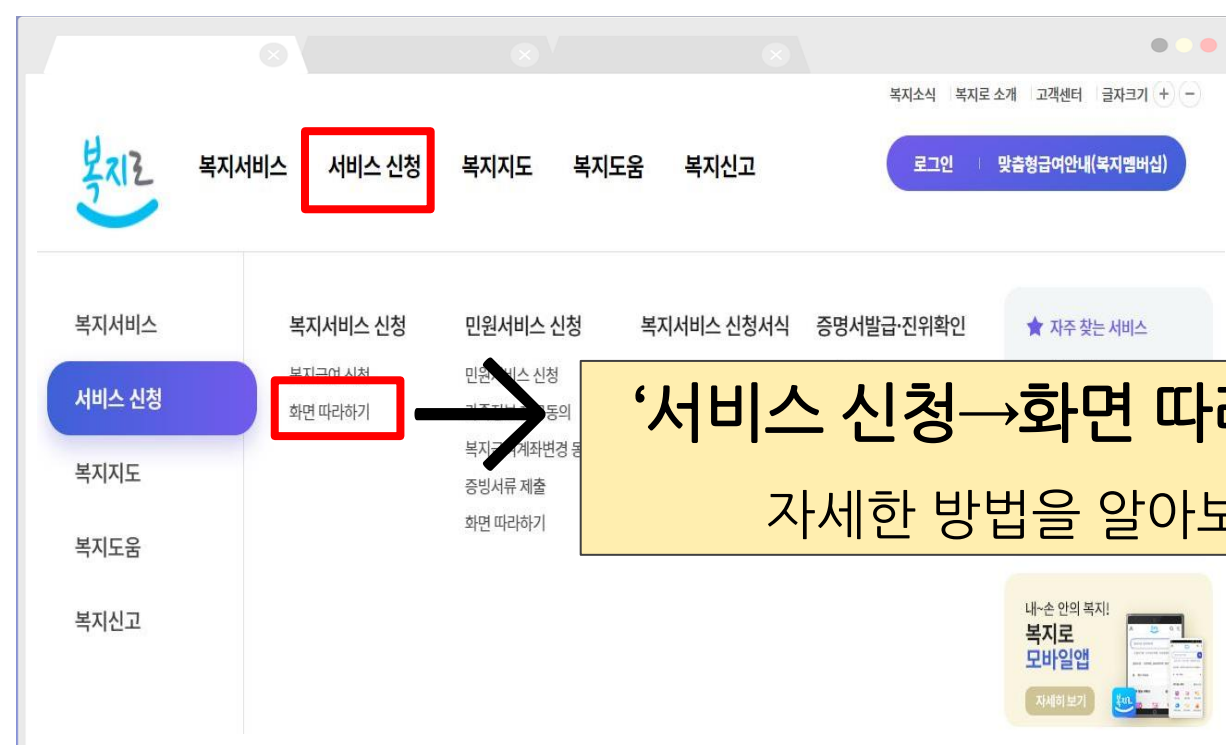 복지소식 복지로 소개 고객센터 글자크기 + -
복지로 복지서비스 서비스 신청 복지지도 복지도움 복지신고 로그인 맞춤형급여안내(복지멤버십)
복지서비스
서비스 신청
복지지도
복지도움
복지신고
복지서비스 신청
화면 따라하기
민원서비스 신청
민원서비스 신청
증빙서류 제출
화면 따라하기
복지서비스 신청서식
증명서발급·진위확인
자주 찾는 서비스
‘서비스 신청→화면
자세한 방법을
내~손 안의 복지!
복지로
모바일앱
자세히 보기
복지로